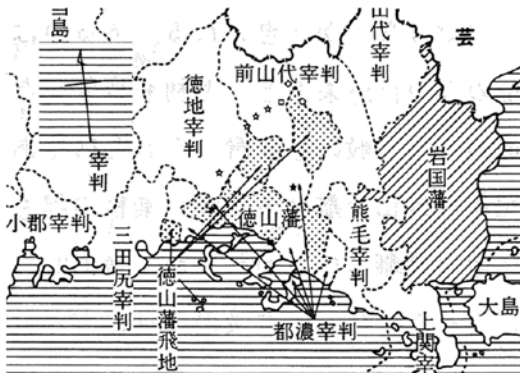 山代宰判
芸
前山代宰判
徳地宰判
岩国藩
宰判
徳山藩
熊毛宰判
小郡宰判
三田尻宰判
徳山藩飛地
都濃宰判
上関宰
大島